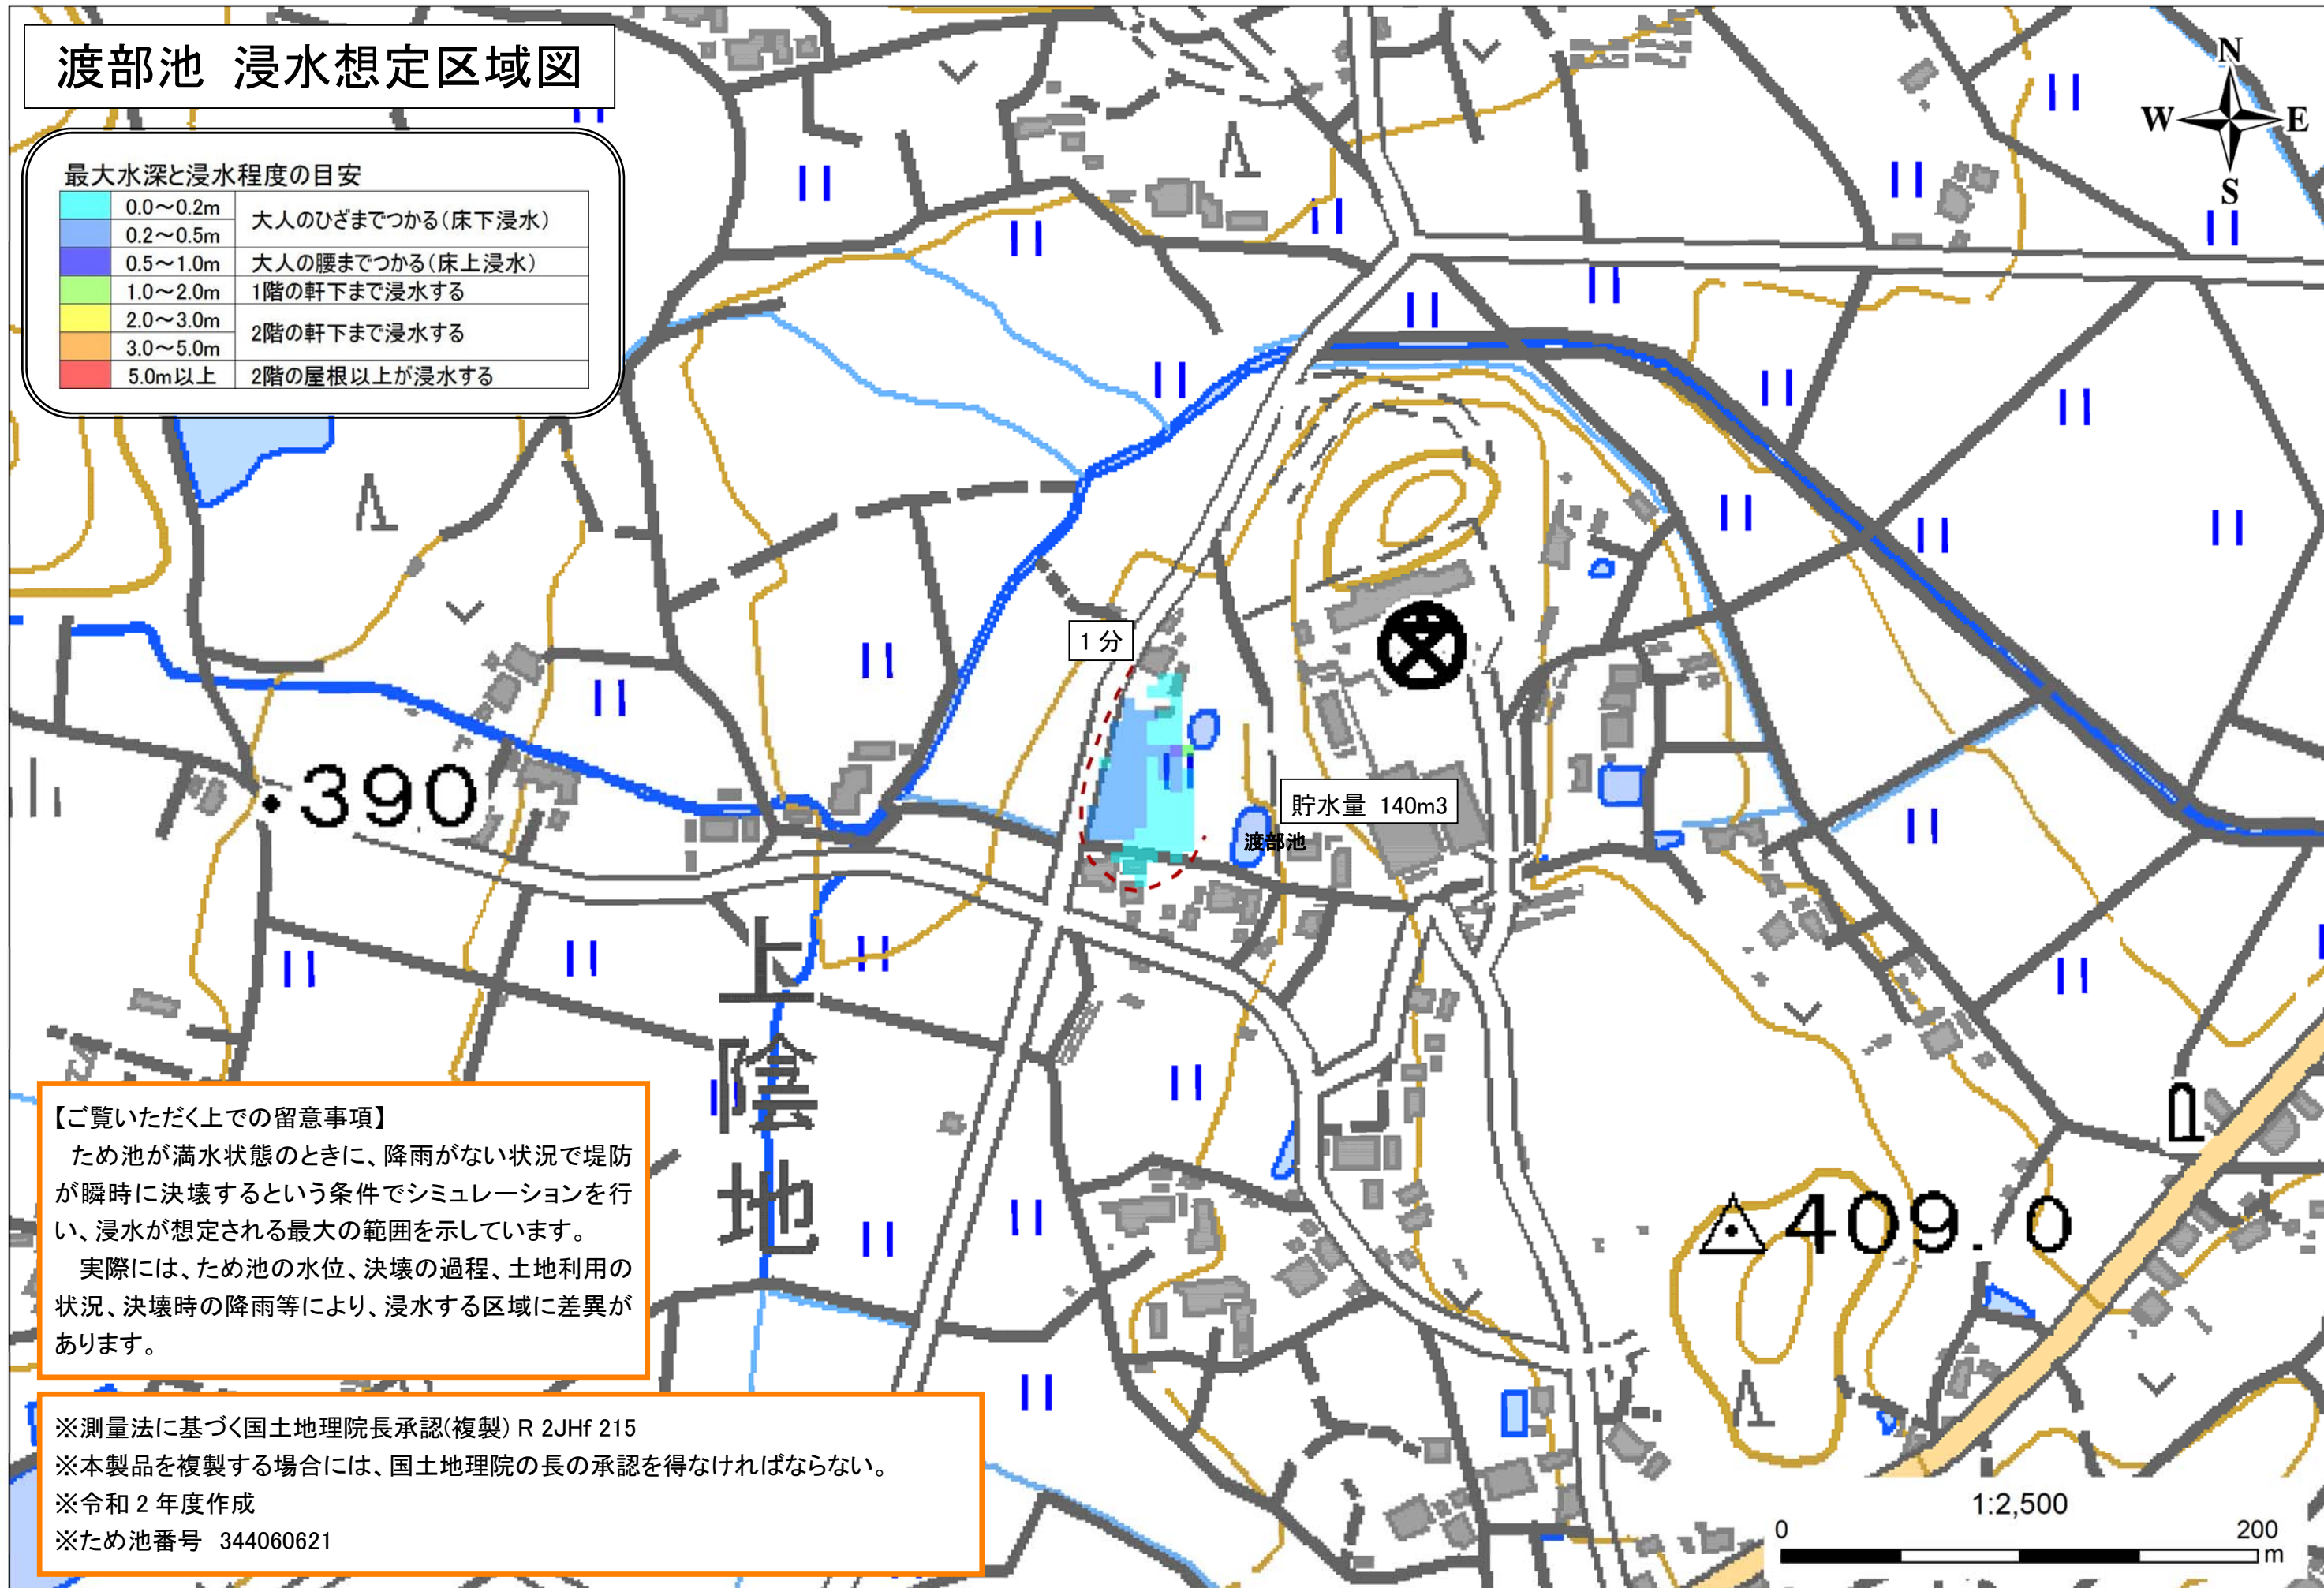 渡部池 浸水想定区域図
N
W E
S
最大水深と浸水程度の目安
0.0～0.2m
大人のひざまでつかる(床下浸水)
0.2～0.5m
0.5～1.0m 大人の腰までつかる(床上浸水)
1.0～2.0m 1階の軒下まで浸水する
2.0～3.0m
2階の軒下まで浸水する
3.0～5.0m
5.0m以上 2階の屋根以上が浸水する
1分
390
貯水量 140m3
渡部池
上陰地
409.0
【ご覧いただく上での留意事項】
ため池が満水状態のときに、降雨がない状況で堤防
が瞬時に決壊するという条件でシミュレーションを行
い、浸水が想定される最大の範囲を示しています。
実際には、ため池の水位、決壊の過程、土地利用の
状況、決壊時の降雨等により、浸水する区域に差異が
あります。
※測量法に基づく国土地理院長承認(複製) R 2JHf 215
※本製品を複製する場合には、国土地理院の長の承認を得なければならない。
※令和 2 年度作成
※ため池番号 344060621
1:2,500
0 200
m